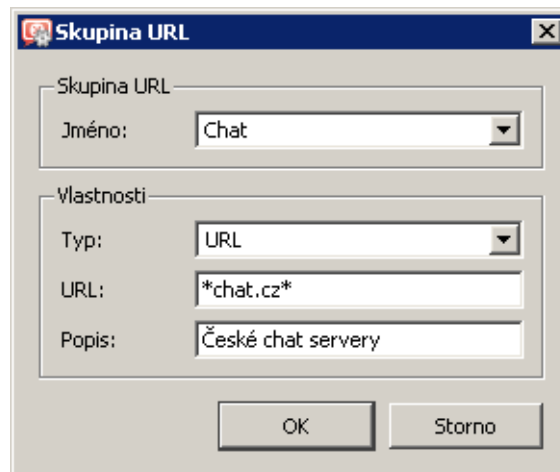 Skupina URL
Skupina URL
Jméno: Chat
Vlastnosti
Typ: URL
URL: *chat.cz*
Popis: České chat servery
OK Storno